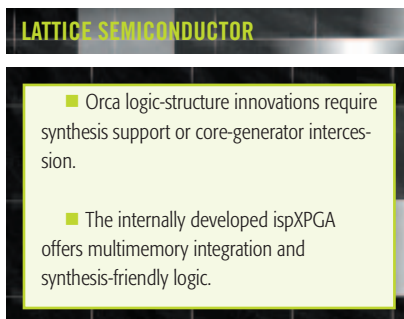 LATTICE SEMICONDUCTOR
■ Orca logic-structure innovations require
synthesis support or core-generator interces-
sion.
■ The internally developed ispXPGA
offers multimemory integration and
synthesis-friendly logic.